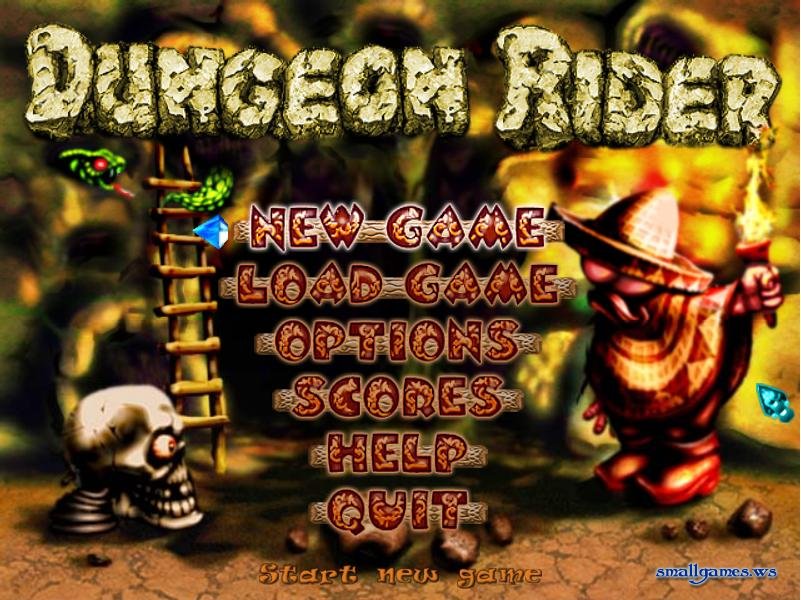 DUNGEON RIDER
NEW GAME
LOAD GAME
OPTIONS
SCORES
HELP
QUIT
Start new game
smallgames.ws